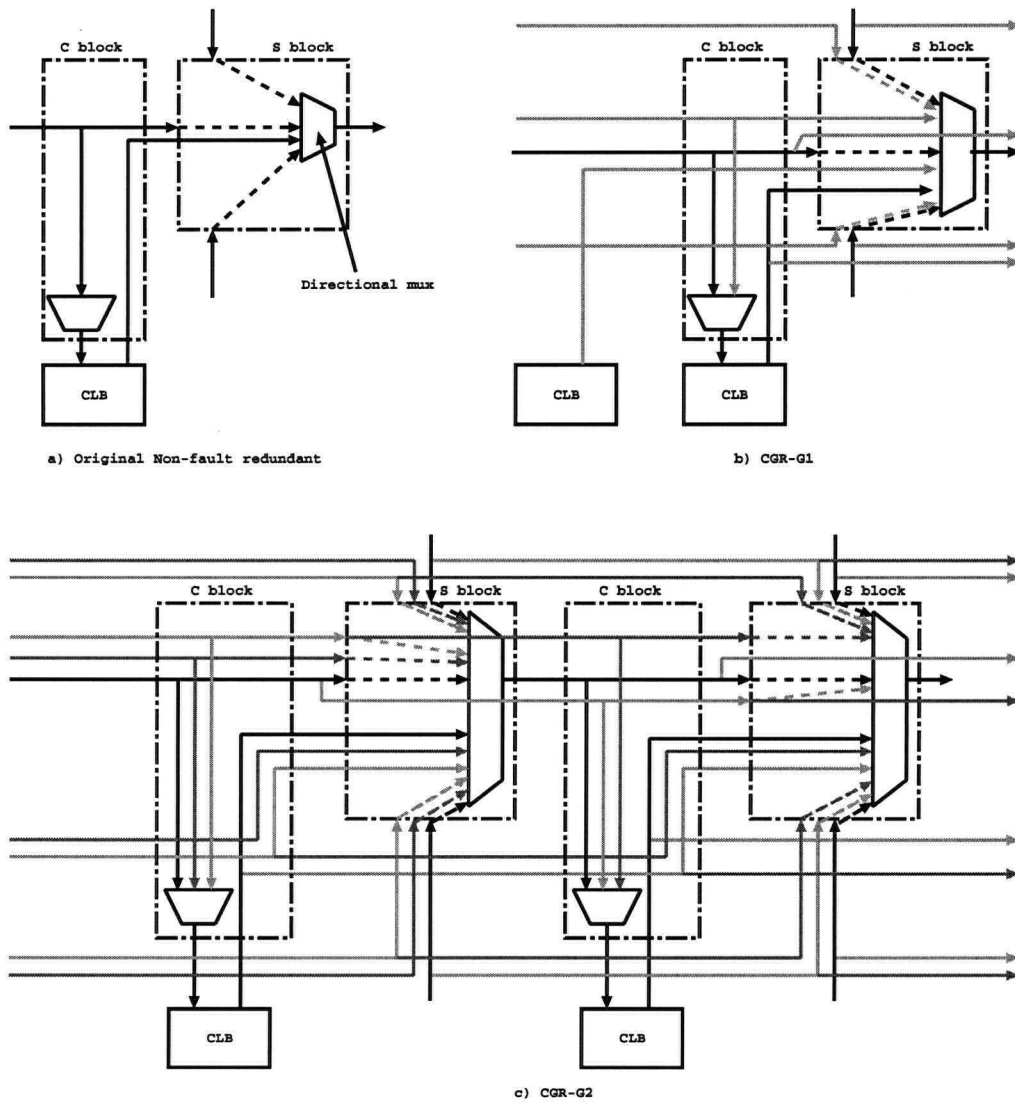 C block
S block
Directional mux
CLB
a) Original Non-fault redundant
C block
S block
CLB
CLB
b) CGR-G1
C block
S block
C block
S block
CLB
CLB
c) CGR-G2